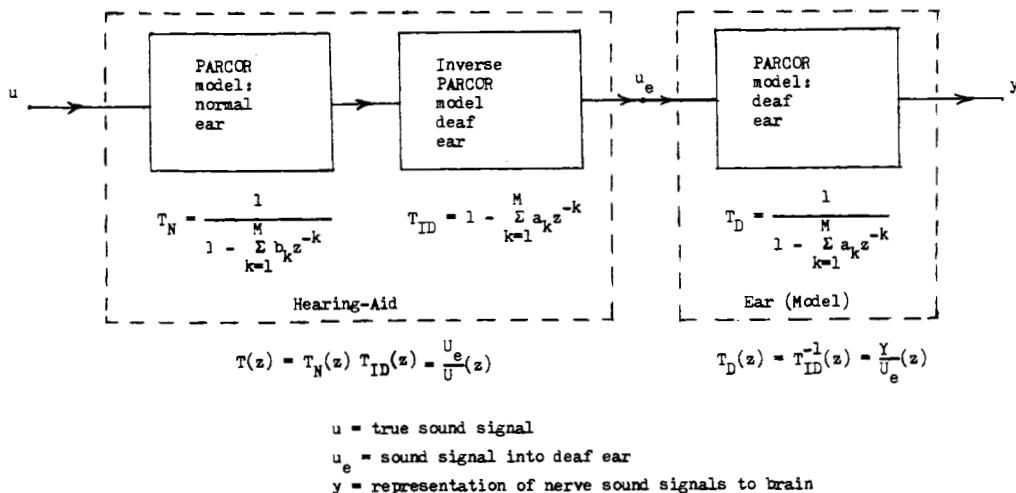 u
PARCOR
model:
normal
ear
Inverse
PARCOR
model
deaf
ear
u_e
PARCOR
model:
deaf
ear
y
T_N = 1 / (1 - Σ_{k=1}^{M} b_k z^{-k})
T_ID = 1 - Σ_{k=1}^{M} a_k z^{-k}
T_D = 1 / (1 - Σ_{k=1}^{M} a_k z^{-k})
Hearing-Aid
Ear (Model)
T(z) = T_N(z) T_ID(z) = U_e/U (z)
T_D(z) = T_ID^{-1}(z) = Y/U_e (z)
u = true sound signal
u_e = sound signal into deaf ear
y = representation of nerve sound signals to brain